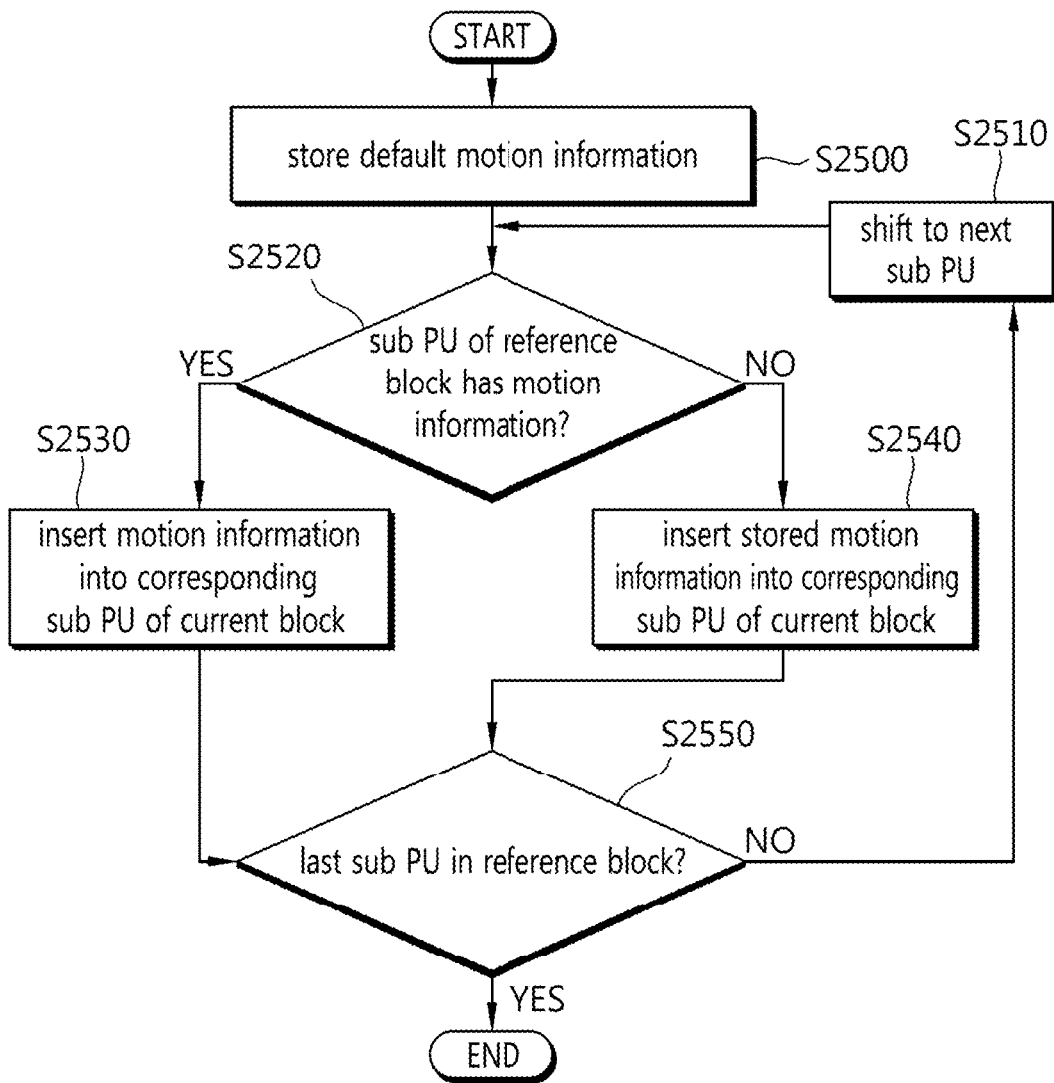 START
store default motion information
S2500
S2510
shift to next
sub PU
S2520
sub PU of reference
block has motion
information?
YES
NO
S2530
S2540
insert motion information
into corresponding
sub PU of current block
insert stored motion
information into corresponding
sub PU of current block
S2550
last sub PU in reference block?
NO
YES
END